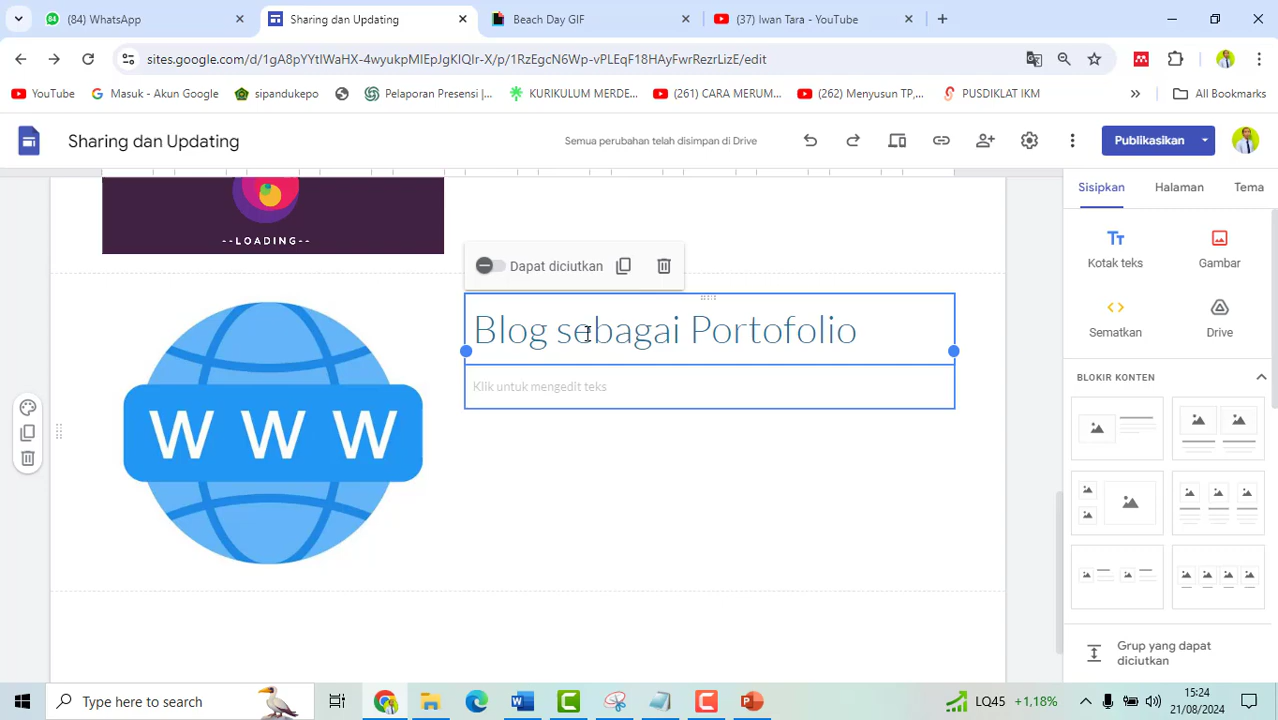 (84) WhatsApp
Sharing and Updating
Beach Day GIF
(37) Iwan Tara - YouTube
sites.google.com/d/1gA8pYYtIWaHX-4wyukpMIEpjKgKIQIr-X/p/1RzEgcN6Wp-vPLEqF18HAyFwrRezrLizE/edit
YouTube
Masuk - Akun Google
sipandukepo
Pelaporan Presensi (...
KURIKULUM MERDE...
(261) CARA MERUM...
(262) Menyusun TP,...
PUSDIKLAT IKM
All Bookmarks
Sharing dan Updating
Semua perubahan telah disimpan di Drive
Publikasikan
Sisipkan
Halaman
Tema
--LOADING--
Dapat diciutkan
Blog sebagai Portofolio
Klik untuk mengedit teks
W W W
Kotak teks
Gambar
Sematkan
Drive
BLOKIR KONTEN
Grup yang dapat
diciutkan
Type here to search
LQ45
+1,18%
15:24
21/08/2024